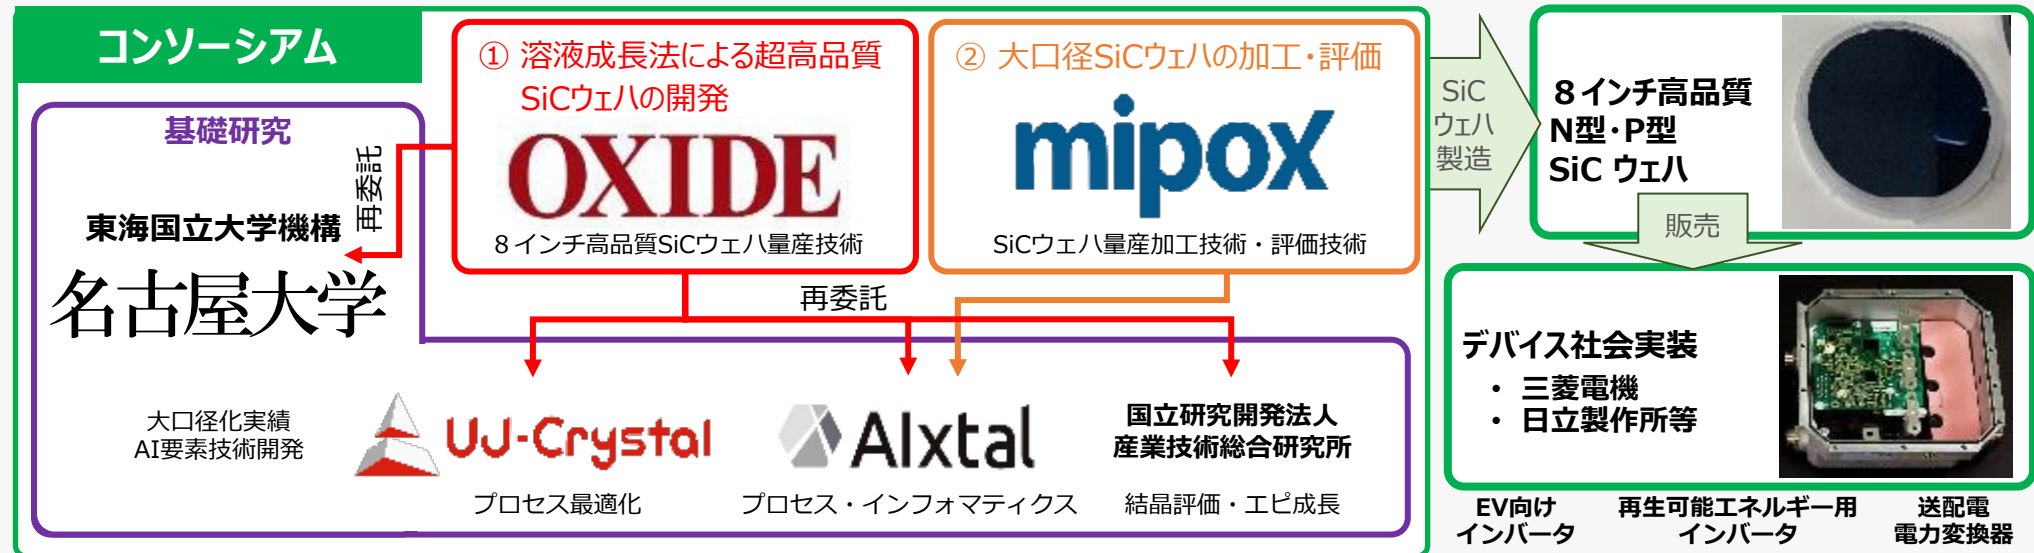 コンソーシアム
基礎研究
再委託
東海国立大学機構
名古屋大学
大口径化実績
AI要素技術開発
① 溶液成長法による超高品質
SiCウェハの開発
OXIDE
8インチ高品質SiCウェハ量産技術
② 大口径SiCウェハの加工・評価
mipox
SiCウェハ量産加工技術・評価技術
再委託
UJ-Crystal
プロセス最適化
AIxtal
プロセス・インフォマティクス
国立研究開発法人
産業技術総合研究所
結晶評価・エピ成長
SiC
ウェハ
製造
8インチ高品質
N型・P型
SiC ウェハ
販売
デバイス社会実装
・ 三菱電機
・ 日立製作所等
EV向け
インバータ
再生可能エネルギー用
インバータ
送配電
電力変換器